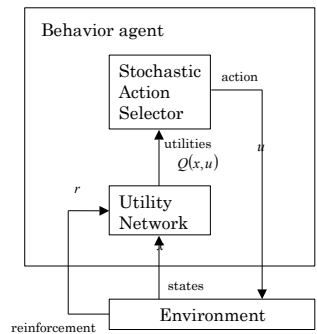 Behavior agent
Stochastic
Action
Selector
action
utilities
Q(x,u)
u
r
Utility
Network
x
states
Environment
reinforcement